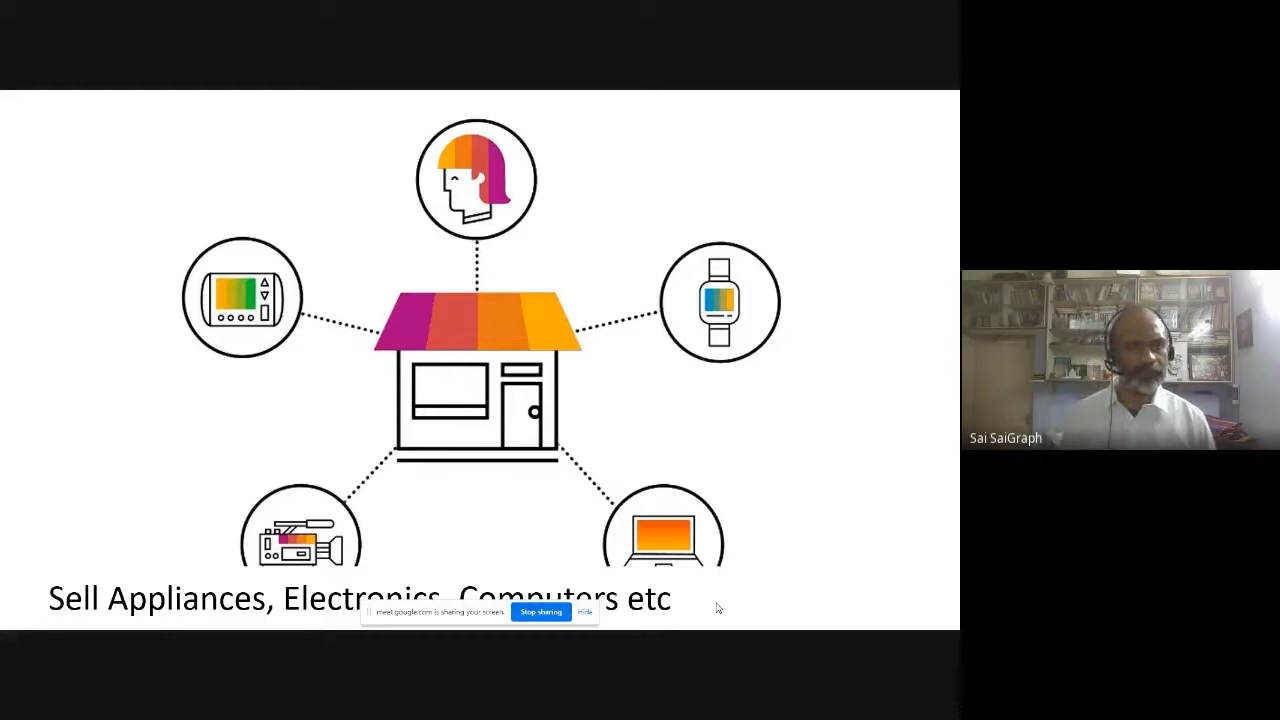 Sell Appliances, Electronics, Computers etc
meet.google.com is sharing your screen.
Stop sharing
Hide
Sai SaiGraph